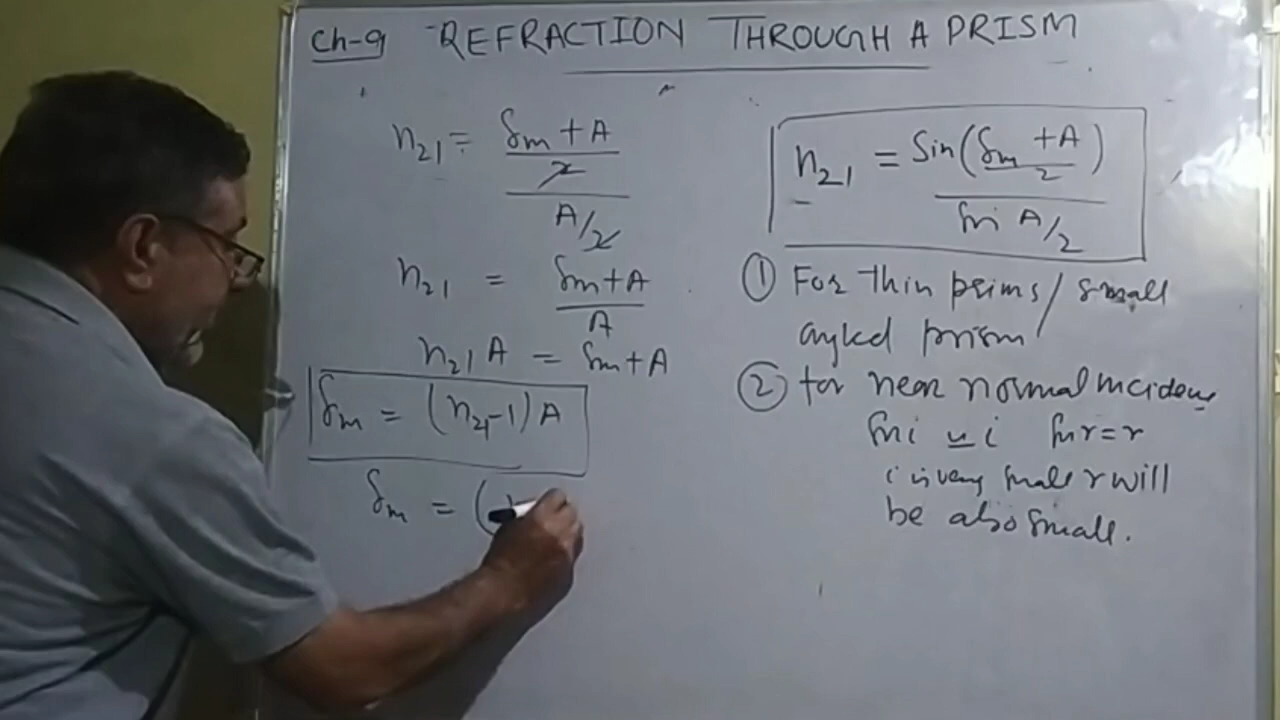 Ch-9 REFRACTION THROUGH A PRISM
n₂₁ = ((δm + A)/2)/(A/2)
n₂₁ = (δm + A)/A
n₂₁ A = δm + A
δm = (n₂₁-1) A
δm = (
n₂₁ = Sin((δm + A)/2)/Sin A/2
① For thin prims / small
angled prism
② for near normal incidence
Sin i ≃ i Sin r = r
i is very small r will
be also small.